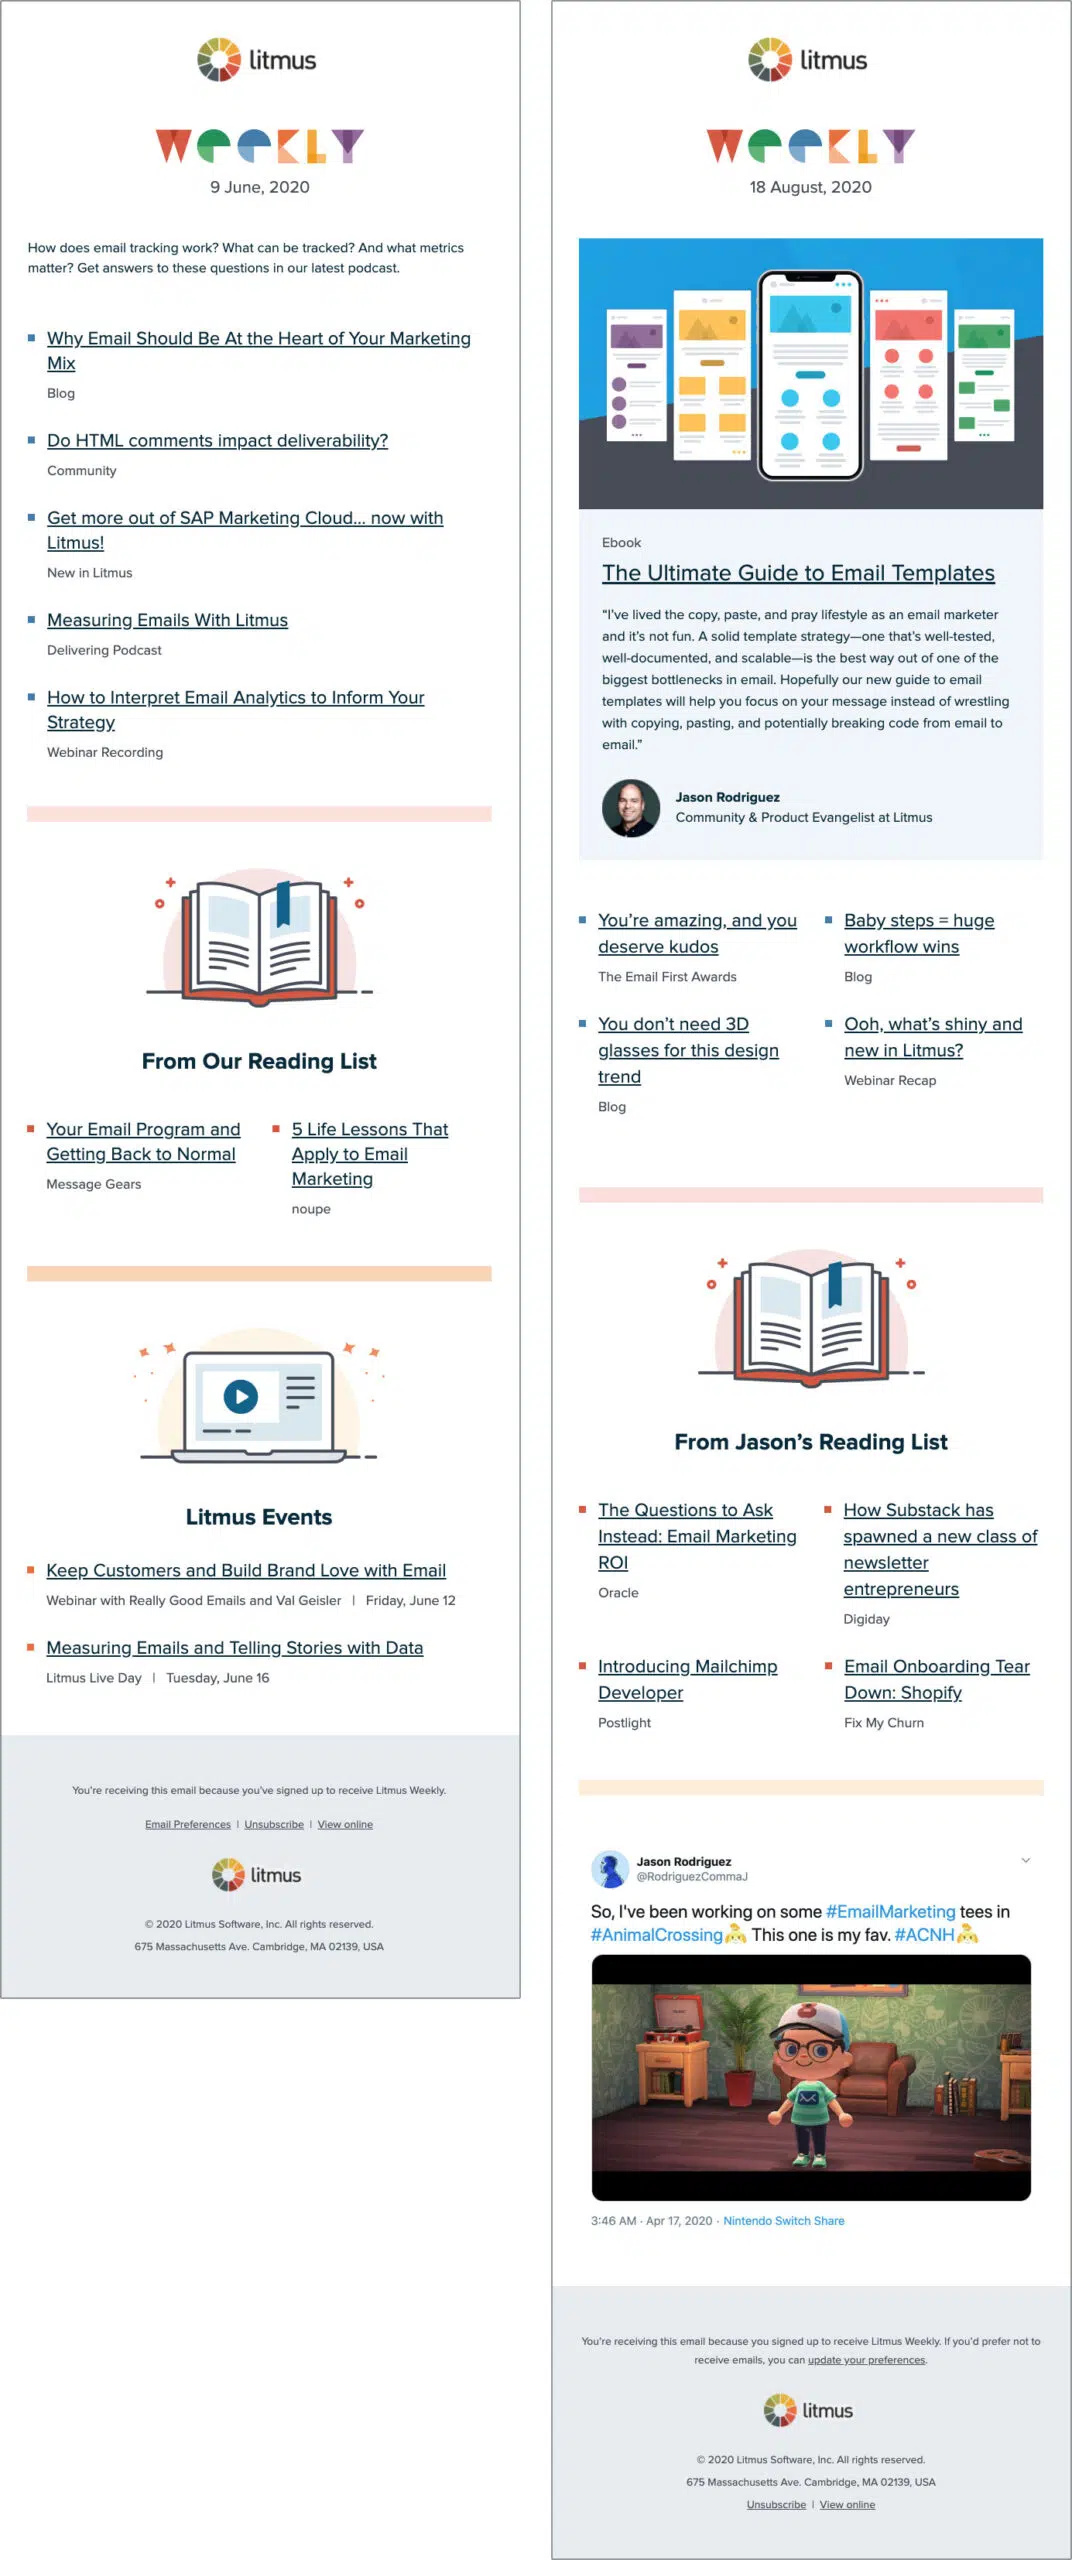 litmus
WEEKLY
9 June, 2020
How does email tracking work? What can be tracked? And what metrics
matter? Get answers to these questions in our latest podcast.
Why Email Should Be At the Heart of Your Marketing
Mix
Blog
Do HTML comments impact deliverability?
Community
Get more out of SAP Marketing Cloud... now with
Litmus!
New in Litmus
Measuring Emails With Litmus
Delivering Podcast
How to Interpret Email Analytics to Inform Your
Strategy
Webinar Recording
From Our Reading List
Your Email Program and
Getting Back to Normal
Message Gears
5 Life Lessons That
Apply to Email
Marketing
noupe
Litmus Events
Keep Customers and Build Brand Love with Email
Webinar with Really Good Emails and Val Geisler | Friday, June 12
Measuring Emails and Telling Stories with Data
Litmus Live Day | Tuesday, June 16
You're receiving this email because you've signed up to receive Litmus Weekly.
Email Preferences | Unsubscribe | View online
litmus
© 2020 Litmus Software, Inc. All rights reserved.
675 Massachusetts Ave. Cambridge, MA 02139, USA
litmus
WEEKLY
18 August, 2020
Ebook
The Ultimate Guide to Email Templates
“I’ve lived the copy, paste, and pray lifestyle as an email marketer
and it’s not fun. A solid template strategy—one that’s well-tested,
well-documented, and scalable—is the best way out of one of the
biggest bottlenecks in email. Hopefully our new guide to email
templates will help you focus on your message instead of wrestling
with copying, pasting, and potentially breaking code from email to
email.”
Jason Rodriguez
Community & Product Evangelist at Litmus
You’re amazing, and you
deserve kudos
The Email First Awards
Baby steps = huge
workflow wins
Blog
You don’t need 3D
glasses for this design
trend
Blog
Ooh, what’s shiny and
new in Litmus?
Webinar Recap
From Jason’s Reading List
The Questions to Ask
Instead: Email Marketing
ROI
Oracle
How Substack has
spawned a new class of
newsletter
entrepreneurs
Digiday
Introducing Mailchimp
Developer
Postlight
Email Onboarding Tear
Down: Shopify
Fix My Churn
Jason Rodriguez
@RodriguezCommaJ
So, I've been working on some #EmailMarketing tees in
#AnimalCrossing This one is my fav. #ACNH
3:46 AM · Apr 17, 2020 · Nintendo Switch Share
You’re receiving this email because you signed up to receive Litmus Weekly. If you’d prefer not to
receive emails, you can update your preferences.
litmus
© 2020 Litmus Software, Inc. All rights reserved.
675 Massachusetts Ave. Cambridge, MA 02139, USA
Unsubscribe | View online